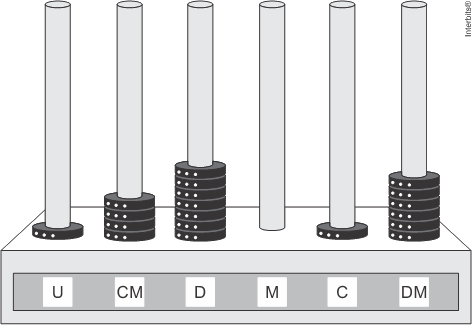 Interbits®
U CM D M C DM